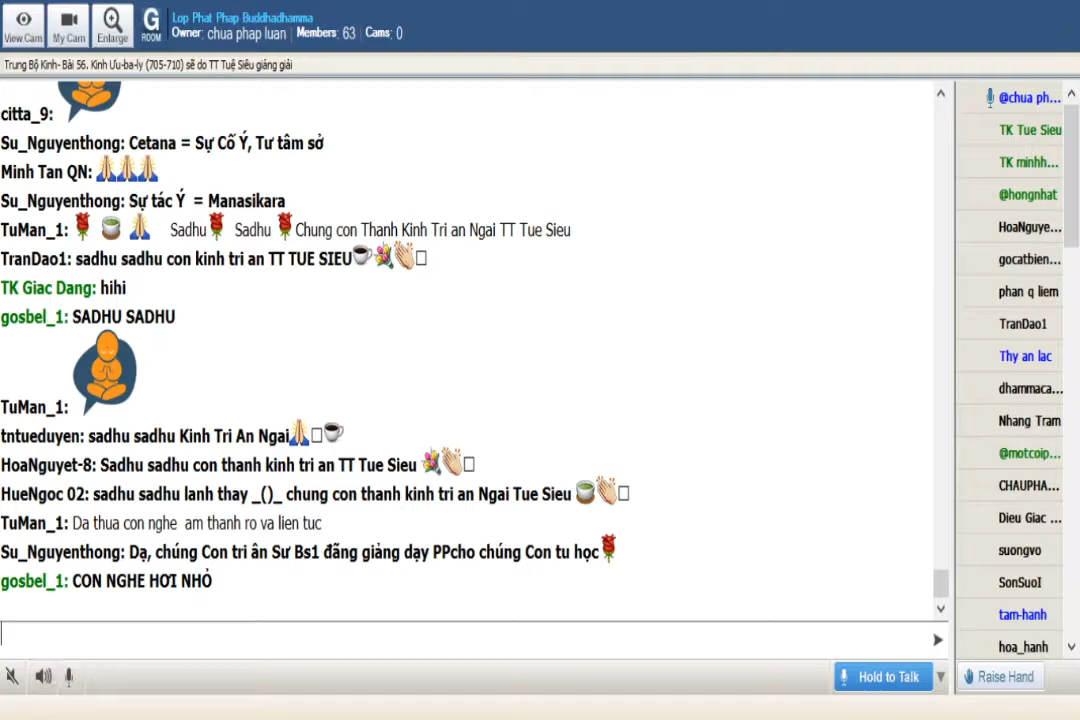 View Cam
My Cam
Enlarge
G
ROOM
Lop Phat Phap Buddhadhamma
Owner: chua phap luan | Members: 63 | Cams: 0
Trung Bộ Kinh- Bài 56. Kinh Ưu-ba-ly (705-710) sẽ do TT Tuệ Siêu giảng giải
citta_9:
Su_Nguyenthong: Cetana = Sự Cố Ý, Tư tâm sở
Minh Tan QN:
Su_Nguyenthong: Sự tác Ý = Manasikara
TuMan_1: Sadhu Sadhu Chung con Thanh Kinh Tri an Ngai TT Tue Sieu
TranDao1: sadhu sadhu con kinh tri an TT TUE SIEU
TK Giac Dang: hihi
gosbel_1: SADHU SADHU
TuMan_1:
tntueduyen: sadhu sadhu Kinh Tri An Ngai
HoaNguyet-8: Sadhu sadhu con thanh kinh tri an TT Tue Sieu
HueNgoc 02: sadhu sadhu lanh thay _()_ chung con thanh kinh tri an Ngai Tue Sieu
TuMan_1: Da thua con nghe am thanh ro va lien tuc
Su_Nguyenthong: Dạ, chúng Con tri ân Sư Bs1 đãng giảng dạy PPcho chúng Con tu học
gosbel_1: CON NGHE HƠI NHỎ
@chua ph...
TK Tue Sieu
TK minhh...
@hongnhat
HoaNguye...
gocatbien...
phan q liem
TranDao1
Thy an lac
dhammaca...
Nhang Tram
@motcoip...
CHAUPHA...
Dieu Giac ...
suongvo
SonSuoI
tam-hanh
hoa_hanh
Hold to Talk
Raise Hand